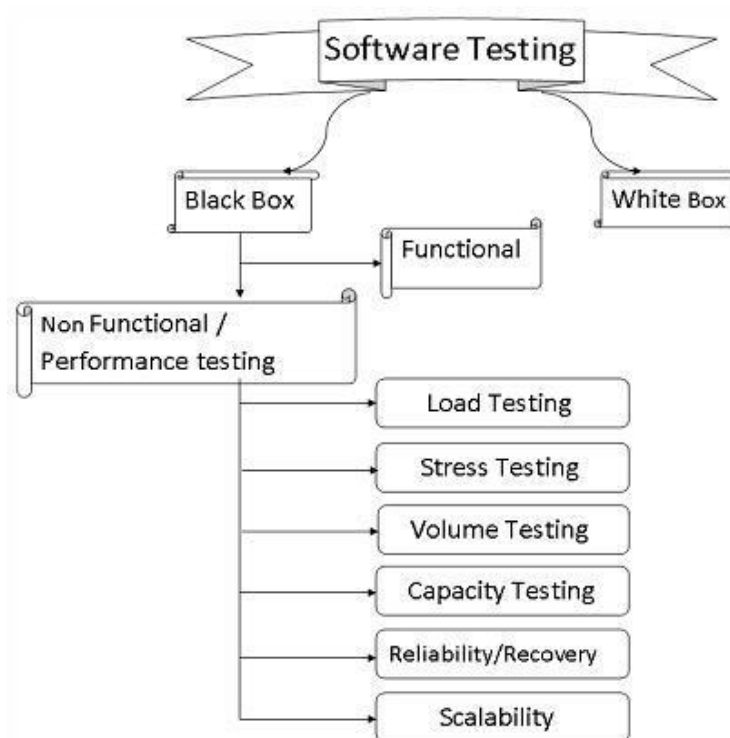 Software Testing
Black Box
White Box
Functional
Non Functional /
Performance testing
Load Testing
Stress Testing
Volume Testing
Capacity Testing
Reliability/Recovery
Scalability